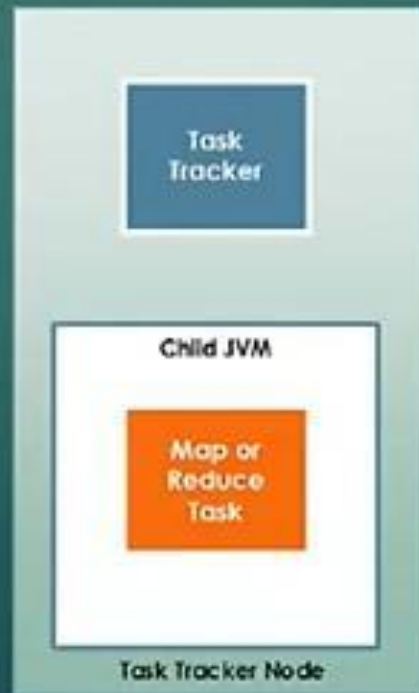 Task
Tracker
Child JVM
Map or
Reduce
Task
Task Tracker Node